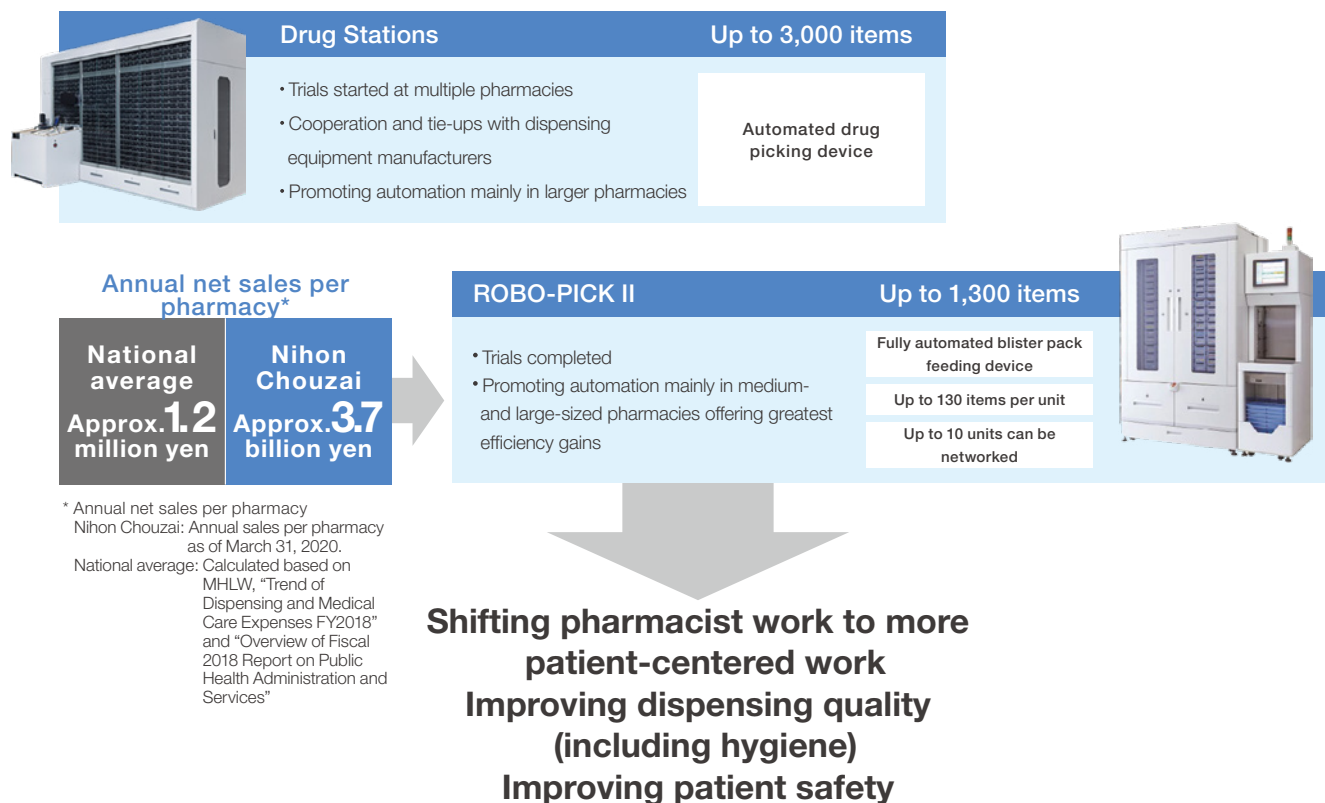 Drug Stations
Up to 3,000 items
• Trials started at multiple pharmacies
• Cooperation and tie-ups with dispensing
equipment manufacturers
• Promoting automation mainly in larger pharmacies
Automated drug
picking device
Annual net sales per
pharmacy*
National
average
Approx.1.2
million yen
Nihon
Chouzai
Approx.3.7
billion yen
ROBO-PICK II
Up to 1,300 items
• Trials completed
• Promoting automation mainly in medium-
and large-sized pharmacies offering greatest
efficiency gains
Fully automated blister pack
feeding device
Up to 130 items per unit
Up to 10 units can be
networked
* Annual net sales per pharmacy
Nihon Chouzai: Annual sales per pharmacy
as of March 31, 2020.
National average: Calculated based on
MHLW, “Trend of
Dispensing and Medical
Care Expenses FY2018”
and “Overview of Fiscal
2018 Report on Public
Health Administration and
Services”
Shifting pharmacist work to more
patient-centered work
Improving dispensing quality
(including hygiene)
Improving patient safety